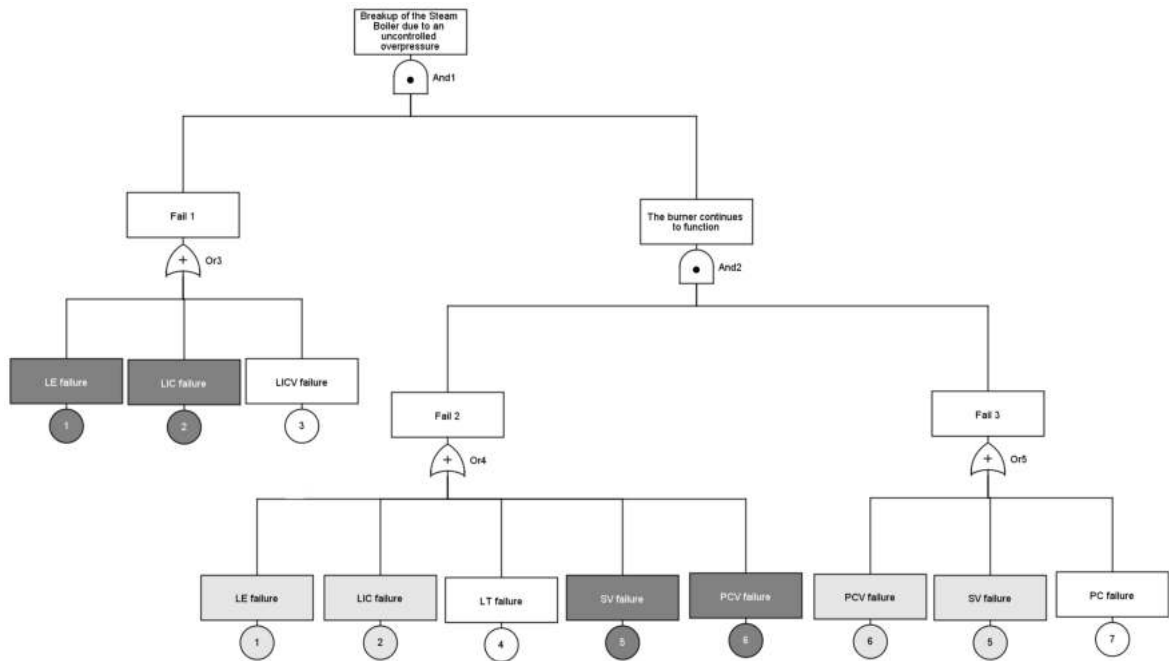 Breakup of the Steam
Boiler due to an
uncontrolled
overpressure
And1
Fail 1
The burner continues
to function
Or3
And2
LE failure
LIC failure
LICV failure
1
2
3
Fail 2
Fail 3
Or4
Or5
LE failure
LIC failure
LT failure
SV failure
PCV failure
PCV failure
SV failure
PC failure
1
2
4
5
6
6
5
7